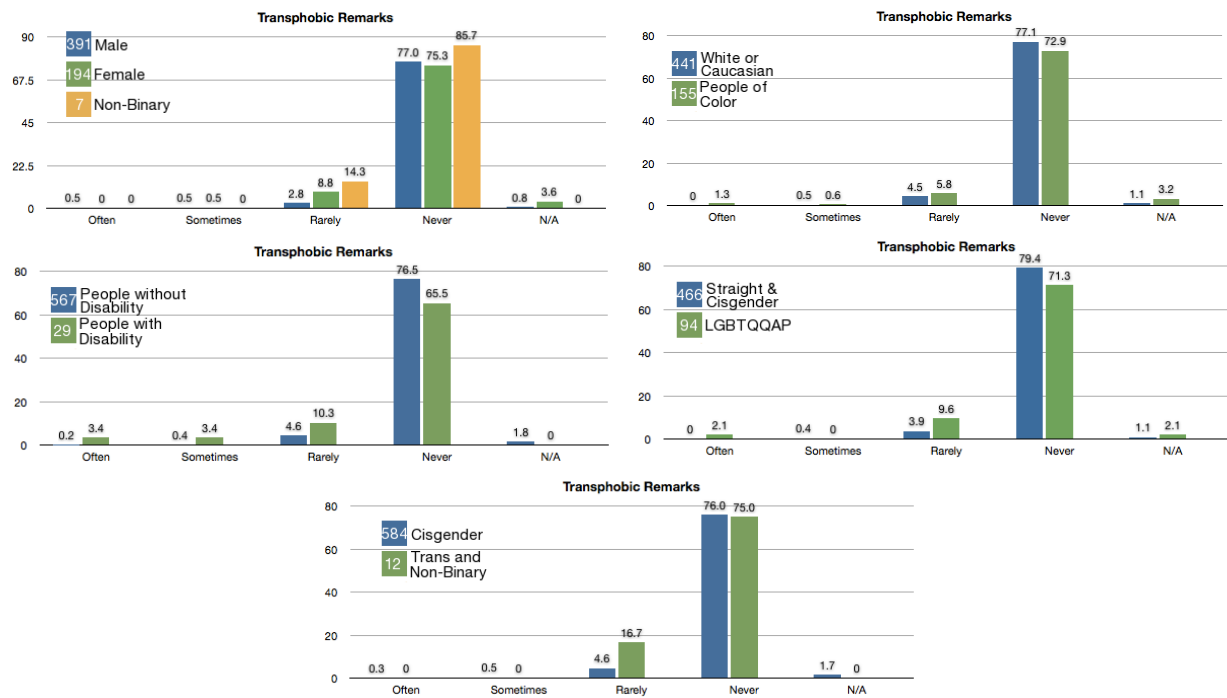 Transphobic Remarks
90
67.5
45
22.5
0
391 Male
194 Female
7 Non-Binary
0.5 0 0
0.5 0.5 0
2.8 8.8 14.3
77.0 75.3 85.7
0.8 3.6 0
Often Sometimes Rarely Never N/A
Transphobic Remarks
80
60
40
20
0
441 White or
Caucasian
155 People of
Color
0 1.3
0.5 0.6
4.5 5.8
77.1 72.9
1.1 3.2
Often Sometimes Rarely Never N/A
Transphobic Remarks
80
60
40
20
0
567 People without
Disability
29 People with
Disability
0.2 3.4
0.4 3.4
4.6 10.3
76.5 65.5
1.8 0
Often Sometimes Rarely Never N/A
Transphobic Remarks
80
60
40
20
0
466 Straight &
Cisgender
94 LGBTQQAP
0 2.1
0.4 0
3.9 9.6
79.4 71.3
1.1 2.1
Often Sometimes Rarely Never N/A
Transphobic Remarks
80
60
40
20
0
584 Cisgender
12 Trans and
Non-Binary
0.3 0
0.5 0
4.6 16.7
76.0 75.0
1.7 0
Often Sometimes Rarely Never N/A